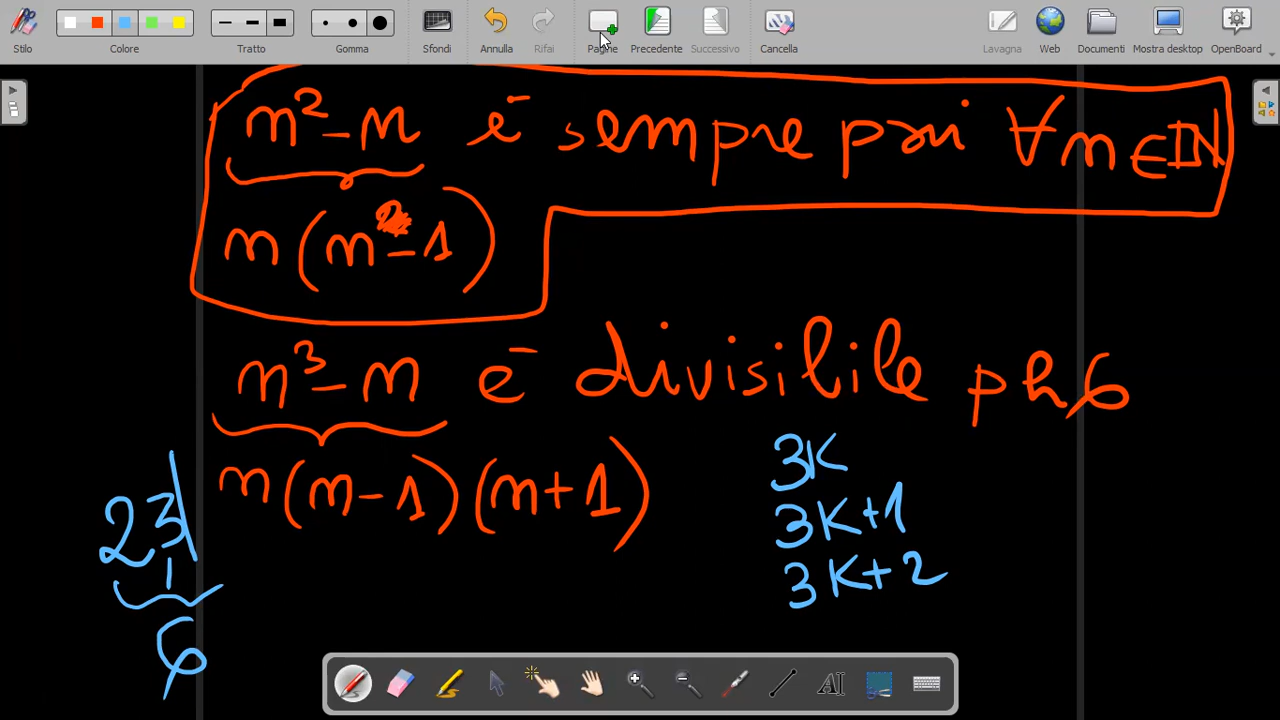 Stilo Colore Tratto Gomma Sfondi Annulla Rifai Pagine Precedente Successivo Cancella Lavagna Web Documenti Mostra desktop OpenBoard
n²-n è sempre pari ∀n∈ℕ
n(n-1)
n³-n è divisibile per 6
n(n-1)(n+1)
3K
3K+1
3K+2
2 3
6